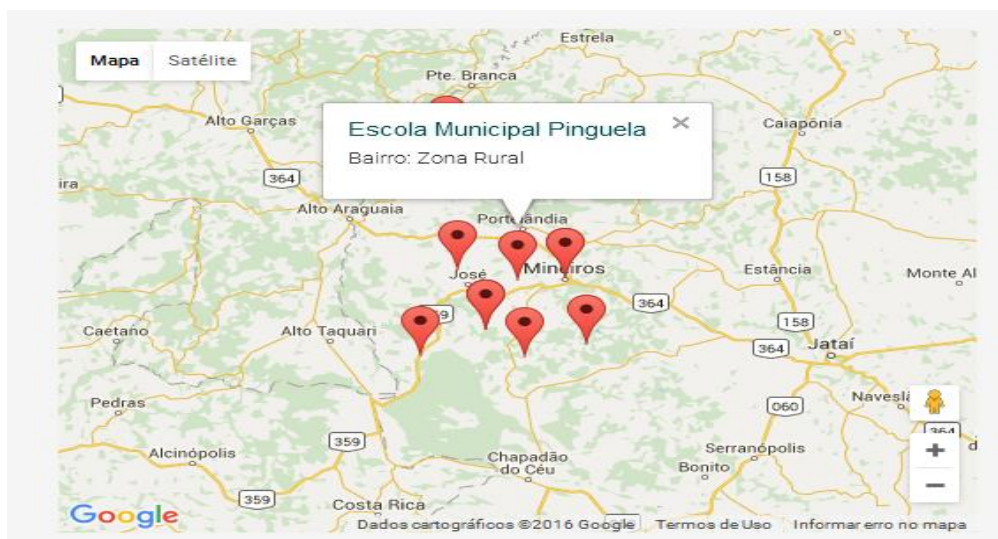 Estrela
Mapa Satélite
Pte. Branca
Alto Garças
Escola Municipal Pinguela ×
Caiapônia
Bairro: Zona Rural
364
158
ira
Alto Araguaia
Portelândia
José
Mineiros
Estância
Monte Al
364
Caetano
Alto Taquari
158
364
Jataí
Pedras
060
Naveslâ
364
359
Alcinópolis
Chapadão
do Céu
Serranópolis
Bonito
d
+
−
359
Costa Rica
Google
Dados cartográficos ©2016 Google Termos de Uso Informar erro no mapa